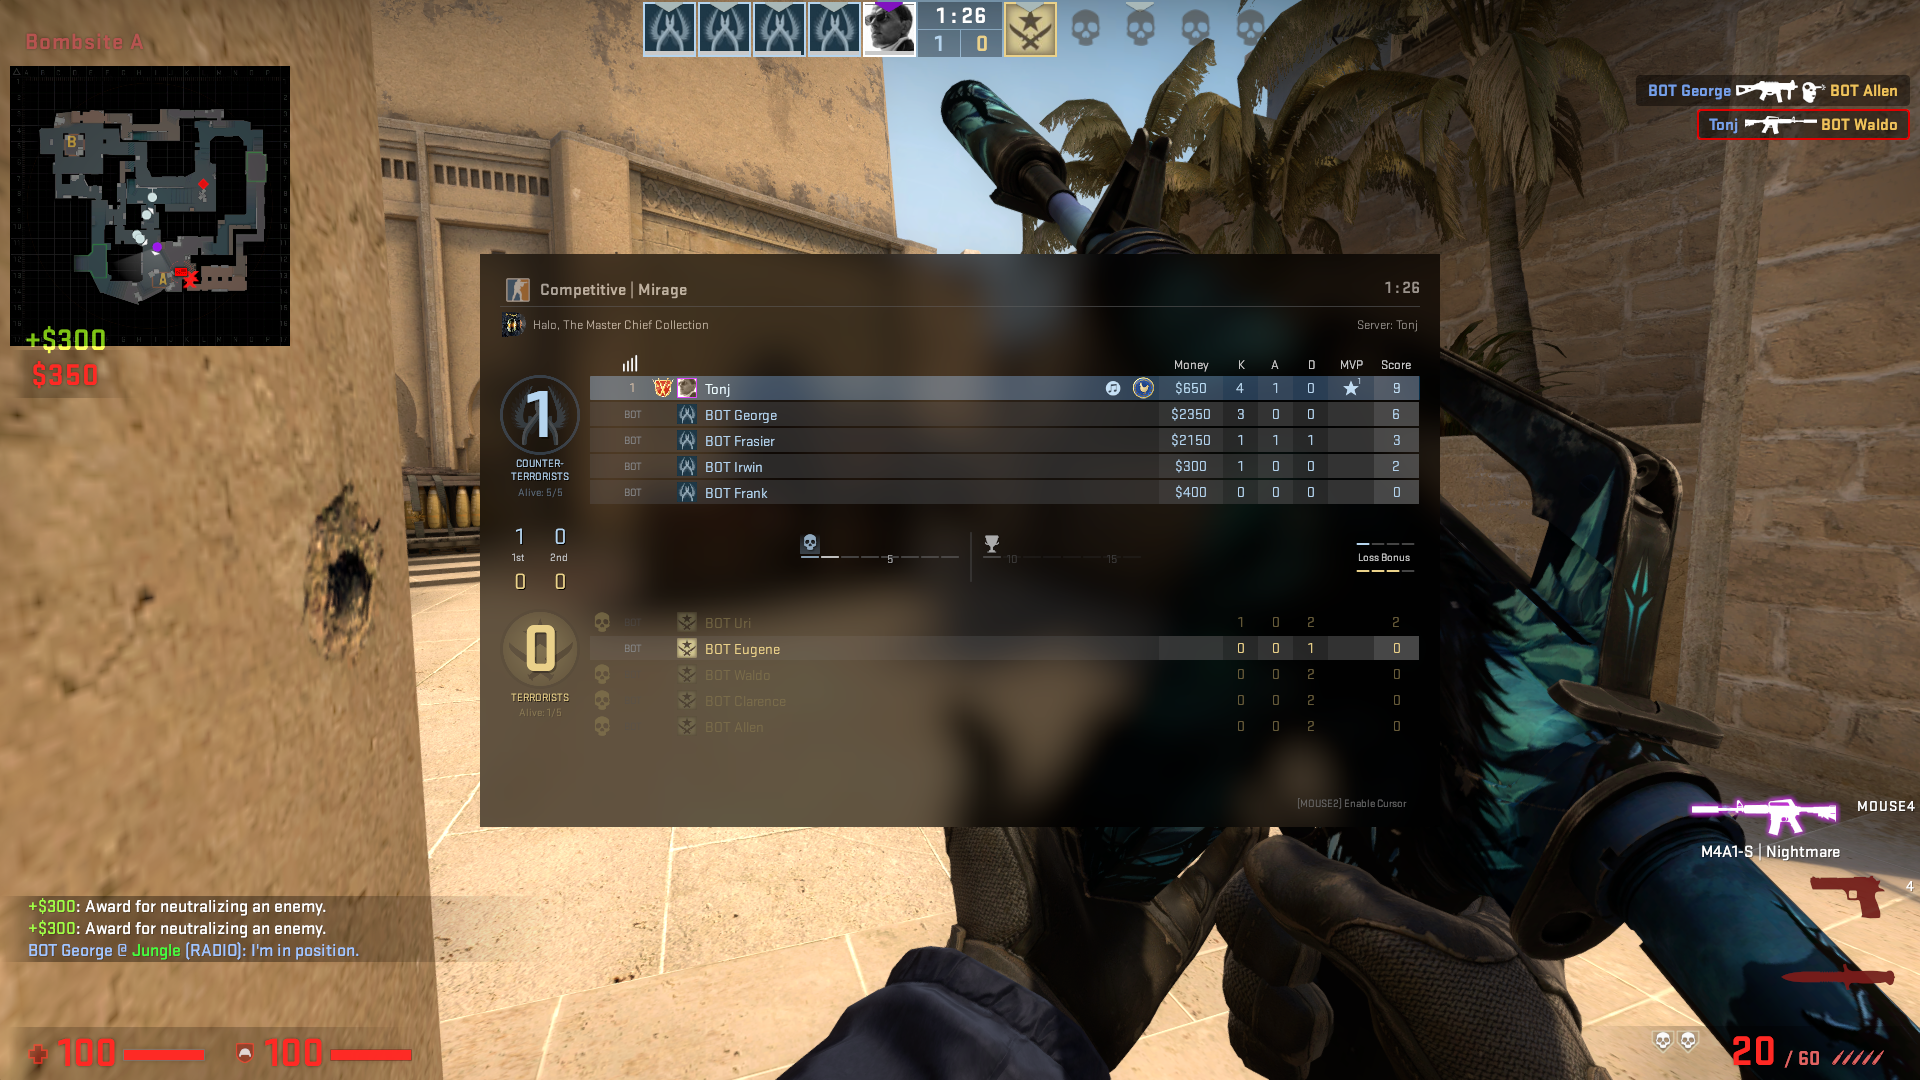 Bombsite A
1:26
1 0
BOT George BOT Allen
Tonj BOT Waldo
B
A
+$300
$350
Competitive | Mirage 1:26
Halo, The Master Chief Collection Server: Tonj
Money K A D MVP Score
1 Tonj $650 4 1 0 1 9
BOT BOT George $2350 3 0 0 6
BOT BOT Frasier $2150 1 1 1 3
BOT BOT Irwin $300 1 0 0 2
BOT BOT Frank $400 0 0 0 0
1
COUNTER-
TERRORISTS
Alive: 5/5
1 0
1st 2nd
0 0
5 10 15
Loss Bonus
BOT BOT Uri 1 0 2 2
BOT BOT Eugene 0 0 1 0
BOT Waldo 0 0 2 0
BOT Clarence 0 0 2 0
BOT Allen 0 0 2 0
0
TERRORISTS
Alive: 1/5
[MOUSE2] Enable Cursor
MOUSE4
M4A1-S | Nightmare
4
+$300: Award for neutralizing an enemy.
+$300: Award for neutralizing an enemy.
BOT George @ Jungle (RADIO): I'm in position.
100 100
20 / 60